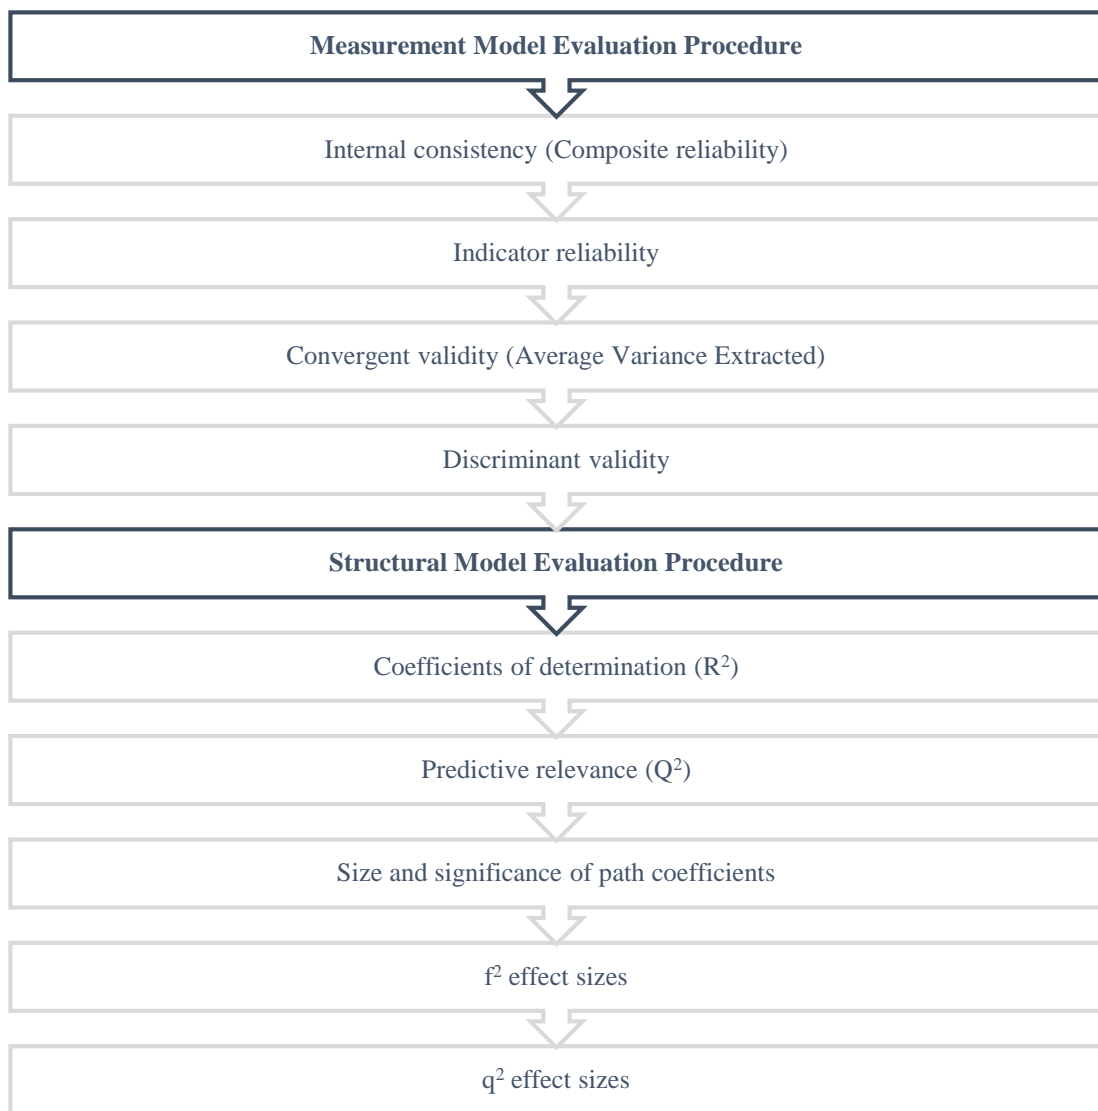 Measurement Model Evaluation Procedure
Internal consistency (Composite reliability)
Indicator reliability
Convergent validity (Average Variance Extracted)
Discriminant validity
Structural Model Evaluation Procedure
Coefficients of determination (R²)
Predictive relevance (Q²)
Size and significance of path coefficients
f² effect sizes
q² effect sizes